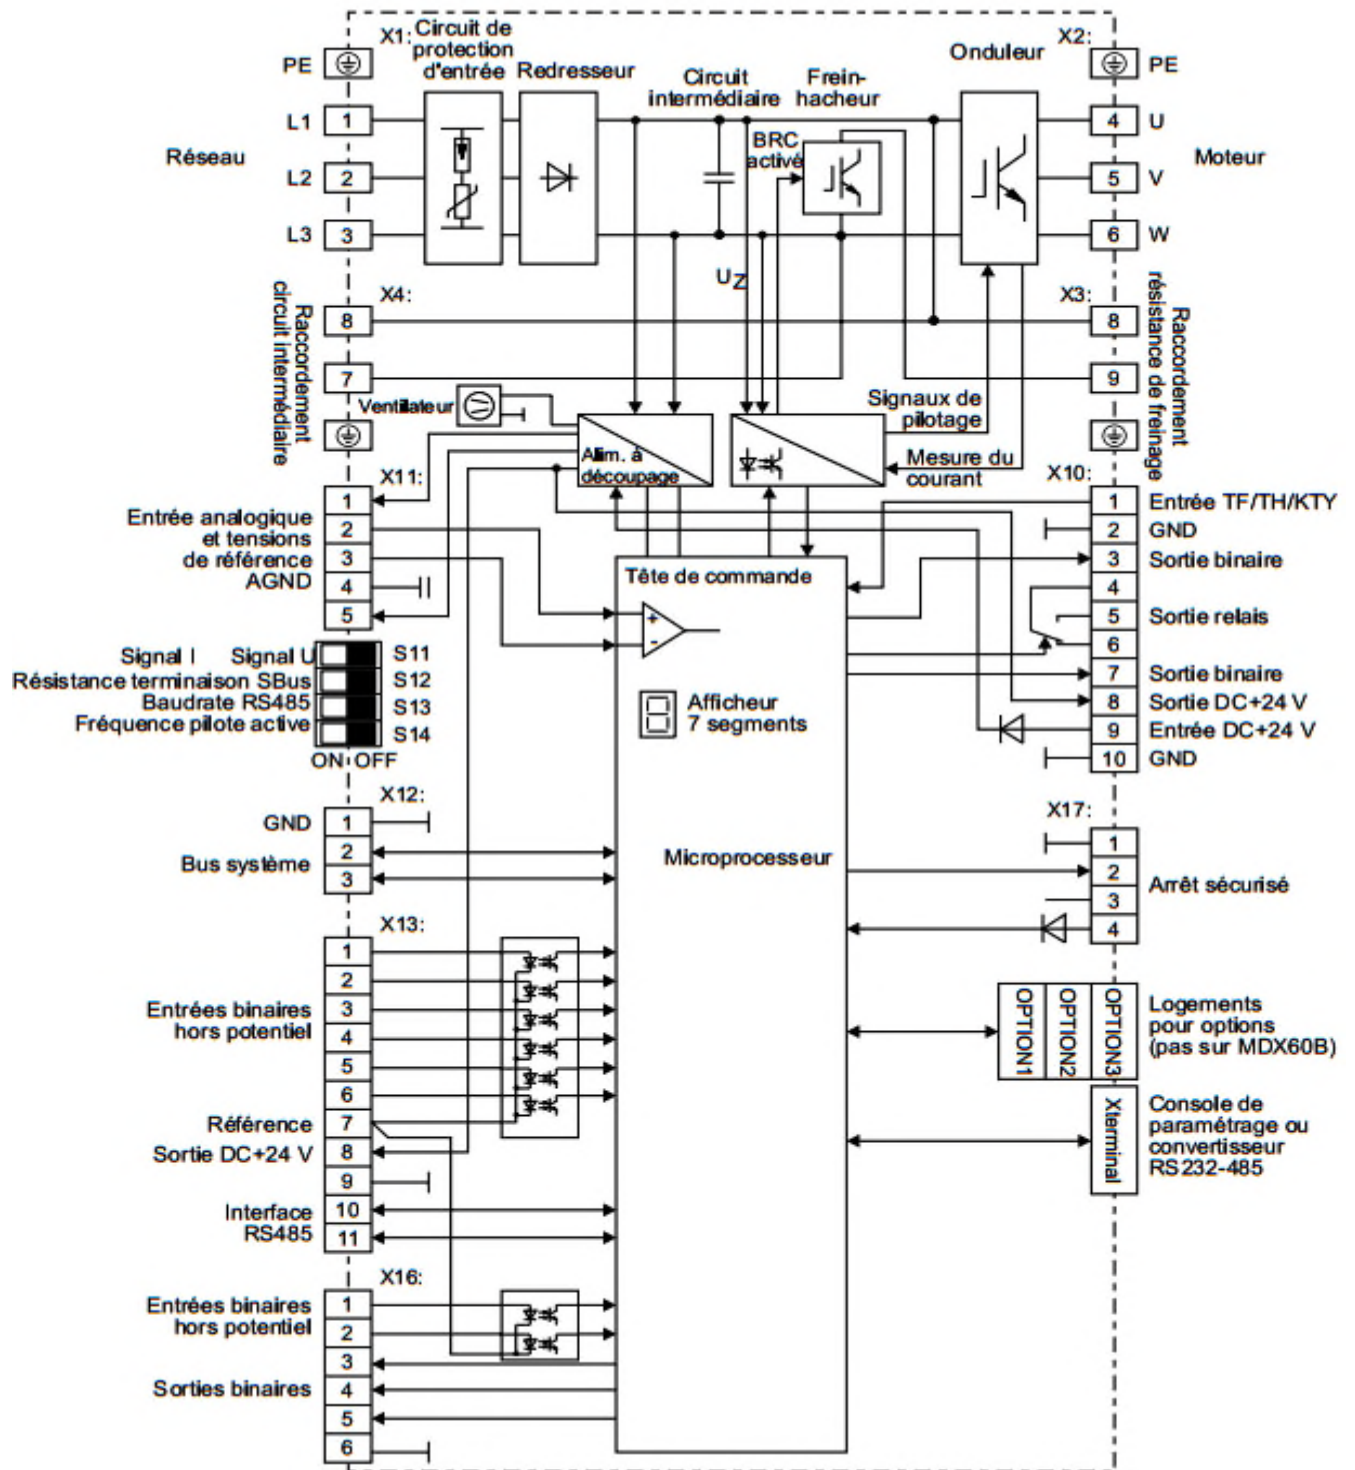 X1:
Circuit de
protection
d'entrée
Redresseur
Circuit
intermédiaire
Frein-
hacheur
Onduleur
X2:
PE
PE
L1
1
4
U
BRC
activé
Réseau
L2
2
5
V
Moteur
L3
3
6
W
UZ
X4:
X3:
Raccordement
circuit intermédiaire
8
7
8
9
Raccordement
résistance de freinage
Ventilateur
Signaux de
pilotage
Alim. à
découpage
Mesure du
courant
X11:
1
2
3
4
5
Entrée analogique
et tensions
de référence
AGND
X10:
1 Entrée TF/TH/KTY
2 GND
3 Sortie binaire
4
5 Sortie relais
6
7 Sortie binaire
8 Sortie DC+24 V
9 Entrée DC+24 V
10 GND
Tête de commande
+
-
Afficheur
7 segments
Signal I Signal U S11
Résistance terminaison SBus S12
Baudrate RS485 S13
Fréquence pilote active S14
ON OFF
X12:
GND 1
2
Bus système
3
Microprocesseur
X17:
1
2
Arrêt sécurisé
3
4
X13:
1
2
3
4
5
6
Entrées binaires
hors potentiel
Référence 7
Sortie DC+24 V 8
9
10
Interface
RS485
11
OPTION1
OPTION2
OPTION3
Logements
pour options
(pas sur MDX60B)
Xterminal
Console de
paramétrage ou
convertisseur
RS232-485
X16:
Entrées binaires
hors potentiel
1
2
3
Sorties binaires 4
5
6